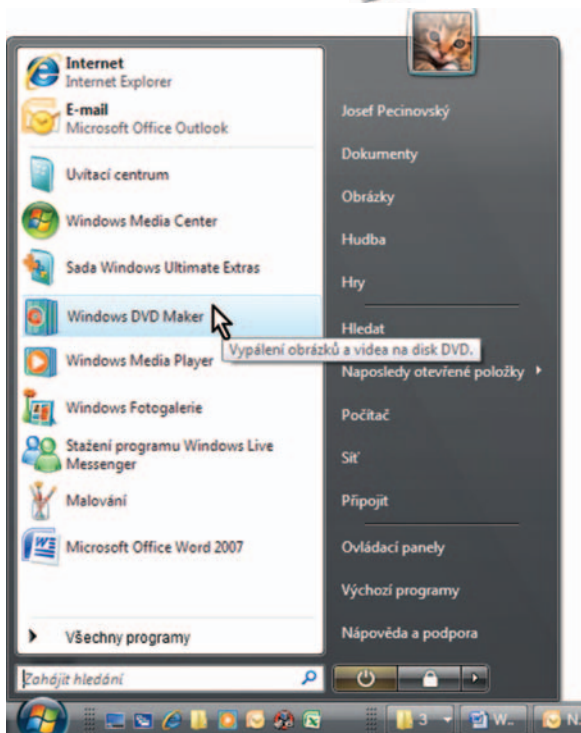 Internet
Internet Explorer
E-mail
Microsoft Office Outlook
Uvítací centrum
Windows Media Center
Sada Windows Ultimate Extras
Windows DVD Maker
Vypálení obrázků a videa na disk DVD.
Windows Media Player
Windows Fotogalerie
Stažení programu Windows Live
Messenger
Malování
Microsoft Office Word 2007
Všechny programy
Zahájit hledání
Josef Pecinovský
Dokumenty
Obrázky
Hudba
Hry
Hledat
Naposledy otevřené položky
Počítač
Síť
Připojit
Ovládací panely
Výchozí programy
Nápověda a podpora
3
W...
N.